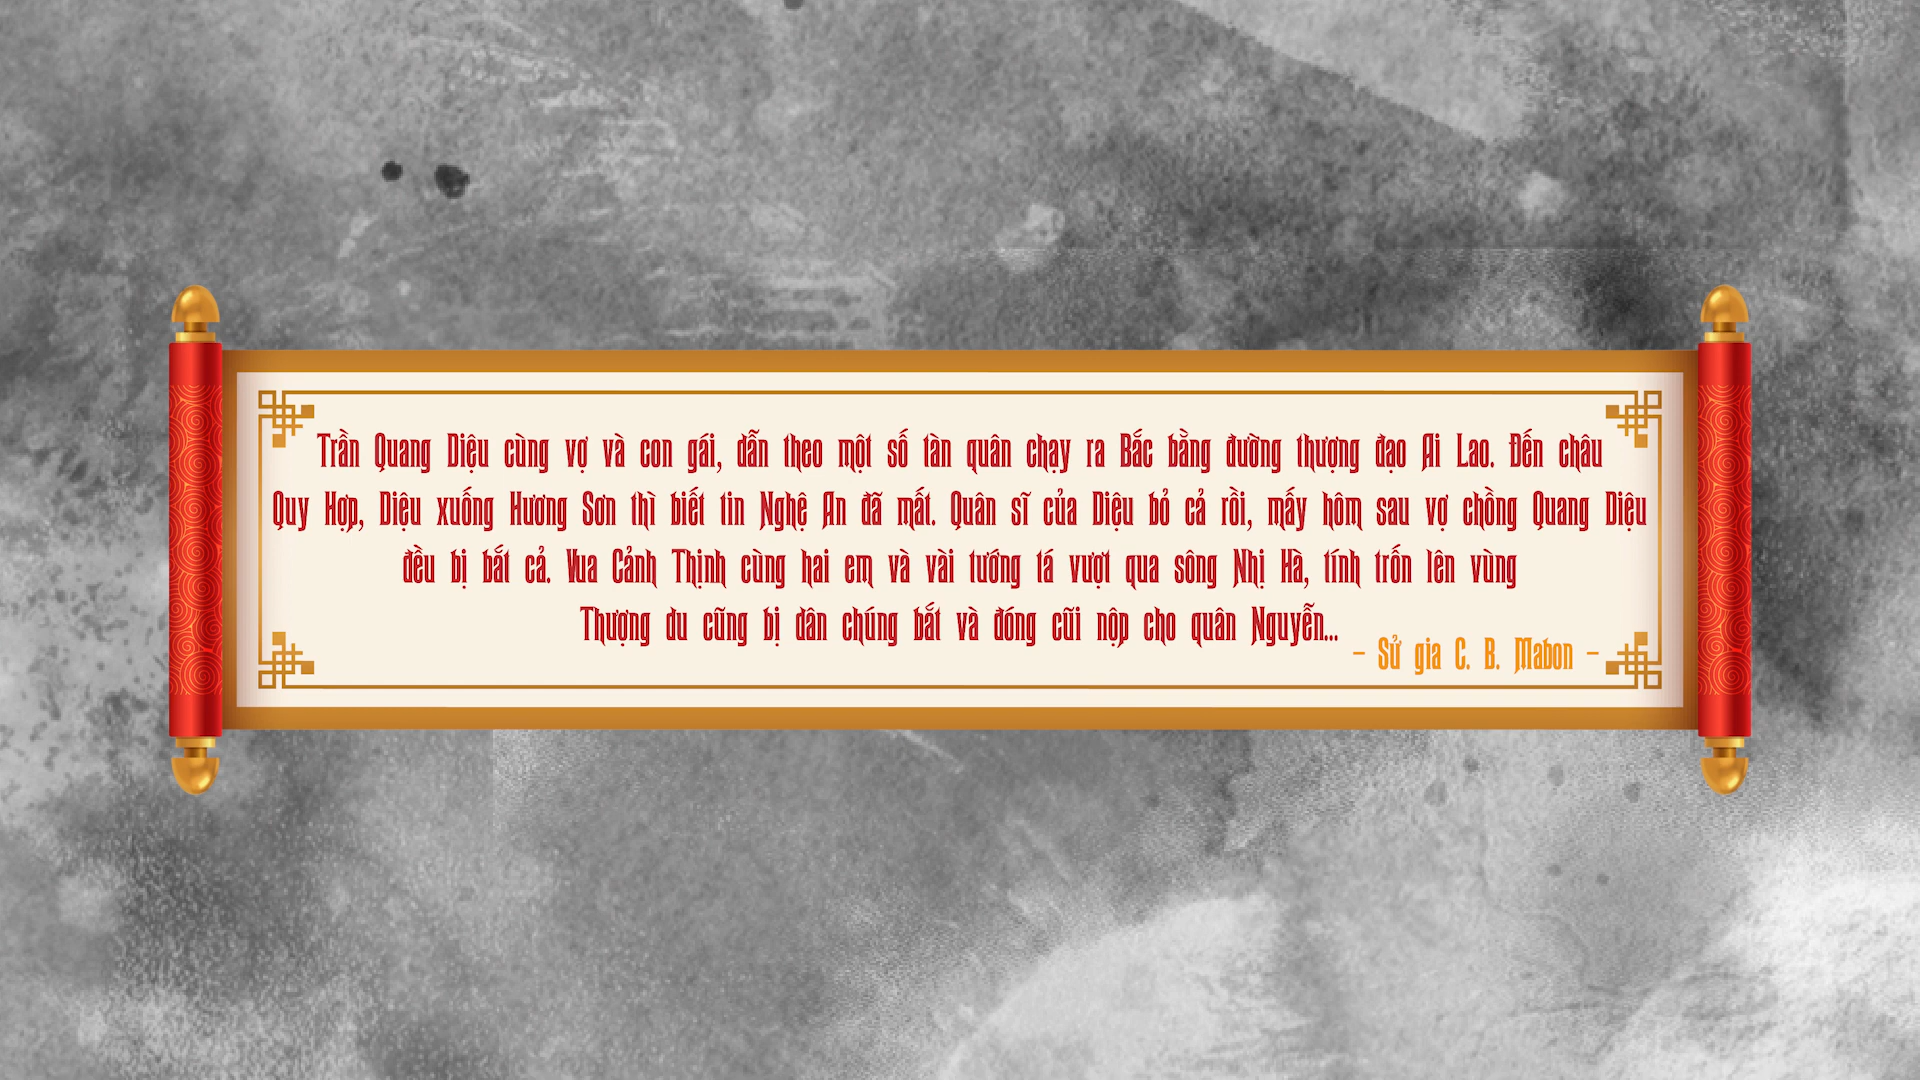 Trần Quang Diệu cùng vợ và con gái, dẫn theo một số tàn quân chạy ra Bắc bằng đường thượng đạo Ai Lao. Đến châu
Quy Hợp, Diệu xuống Hương Sơn thì biết tin Nghệ An đã mất. Quân sĩ của Diệu bỏ cả rồi, mấy hôm sau vợ chồng Quang Diệu
đều bị bắt cả. Vua Cảnh Thịnh cùng hai em và vài tướng tá vượt qua sông Nhị Hà, tính trốn lên vùng
Thượng du cũng bị dân chúng bắt và đóng cũi nộp cho quân Nguyễn...
- Sử gia C. B. Mabon -